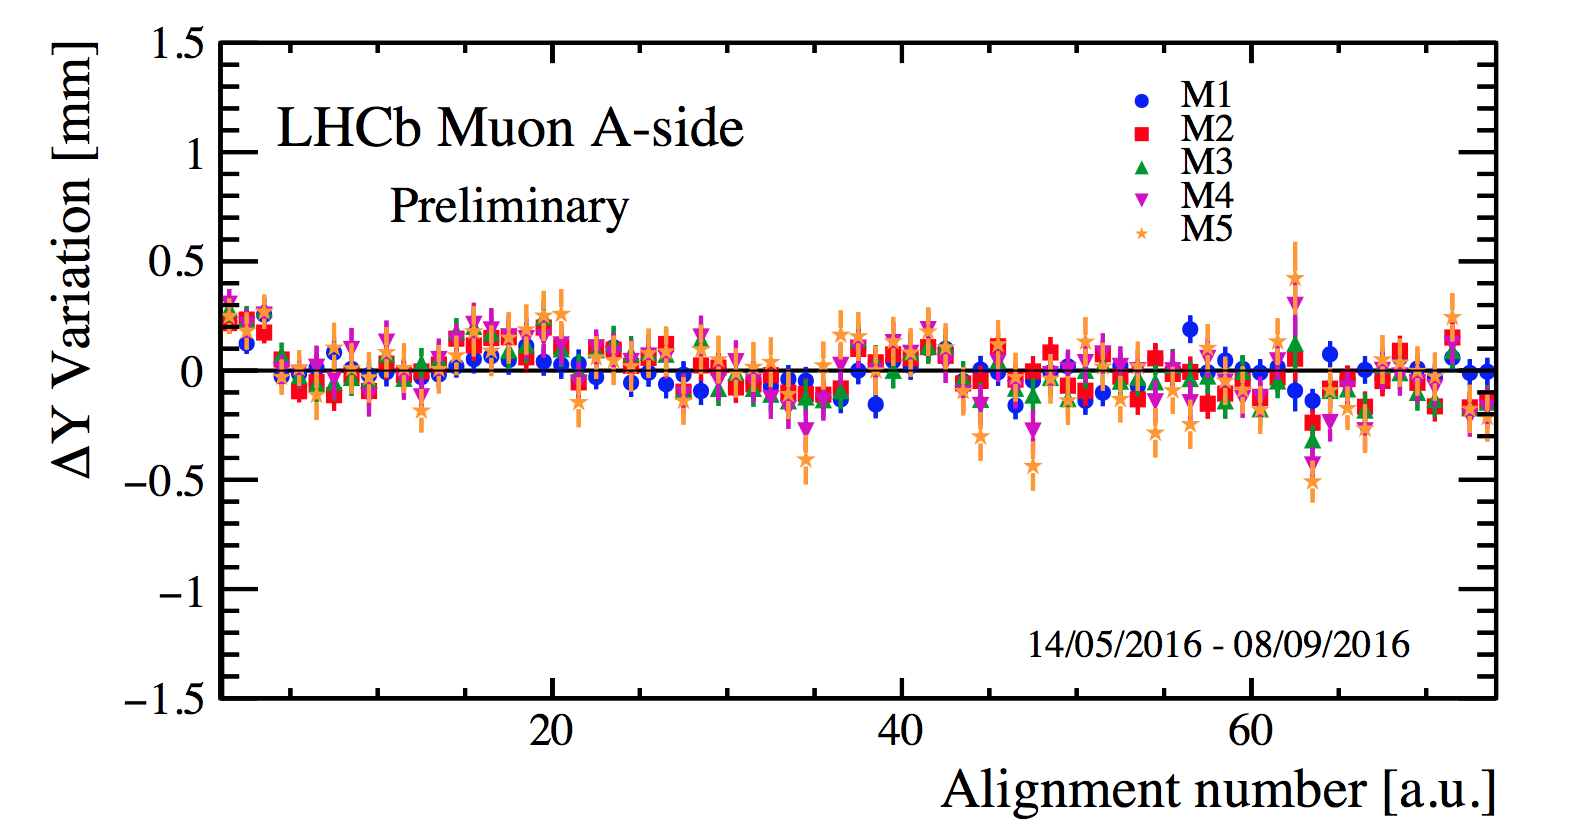 ΔY Variation [mm]
1.5
1
0.5
0
−0.5
−1
−1.5
LHCb Muon A-side
Preliminary
M1
M2
M3
M4
M5
14/05/2016 - 08/09/2016
20
40
60
Alignment number [a.u.]